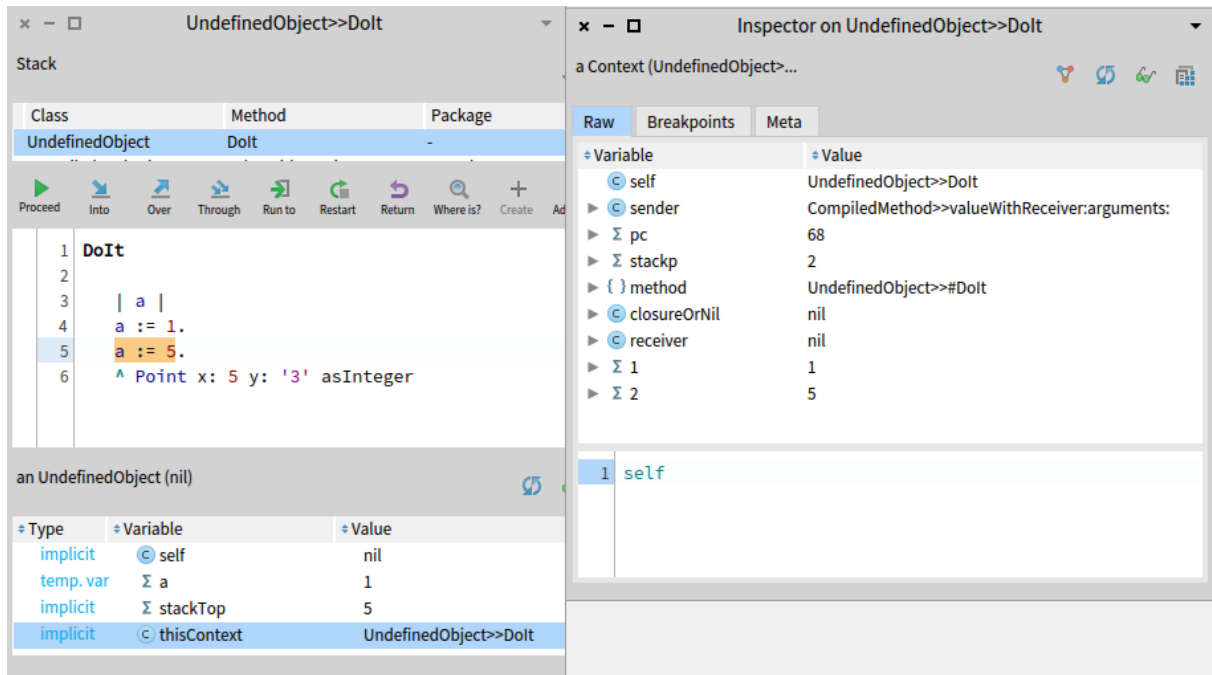 UndefinedObject>>DoIt
Stack
Class Method Package
UndefinedObject DoIt -
Proceed Into Over Through Run to Restart Return Where is? Create Ad
1 DoIt
2
3 | a |
4 a := 1.
5 a := 5.
6 ^ Point x: 5 y: '3' asInteger
an UndefinedObject (nil)
Type Variable Value
implicit self nil
temp. var a 1
implicit stackTop 5
implicit thisContext UndefinedObject>>DoIt
Inspector on UndefinedObject>>DoIt
a Context (UndefinedObject>...
Raw Breakpoints Meta
Variable Value
self UndefinedObject>>DoIt
sender CompiledMethod>>valueWithReceiver:arguments:
Σ pc 68
Σ stackp 2
{ } method UndefinedObject>>#DoIt
closureOrNil nil
receiver nil
Σ 1 1
Σ 2 5
1 self